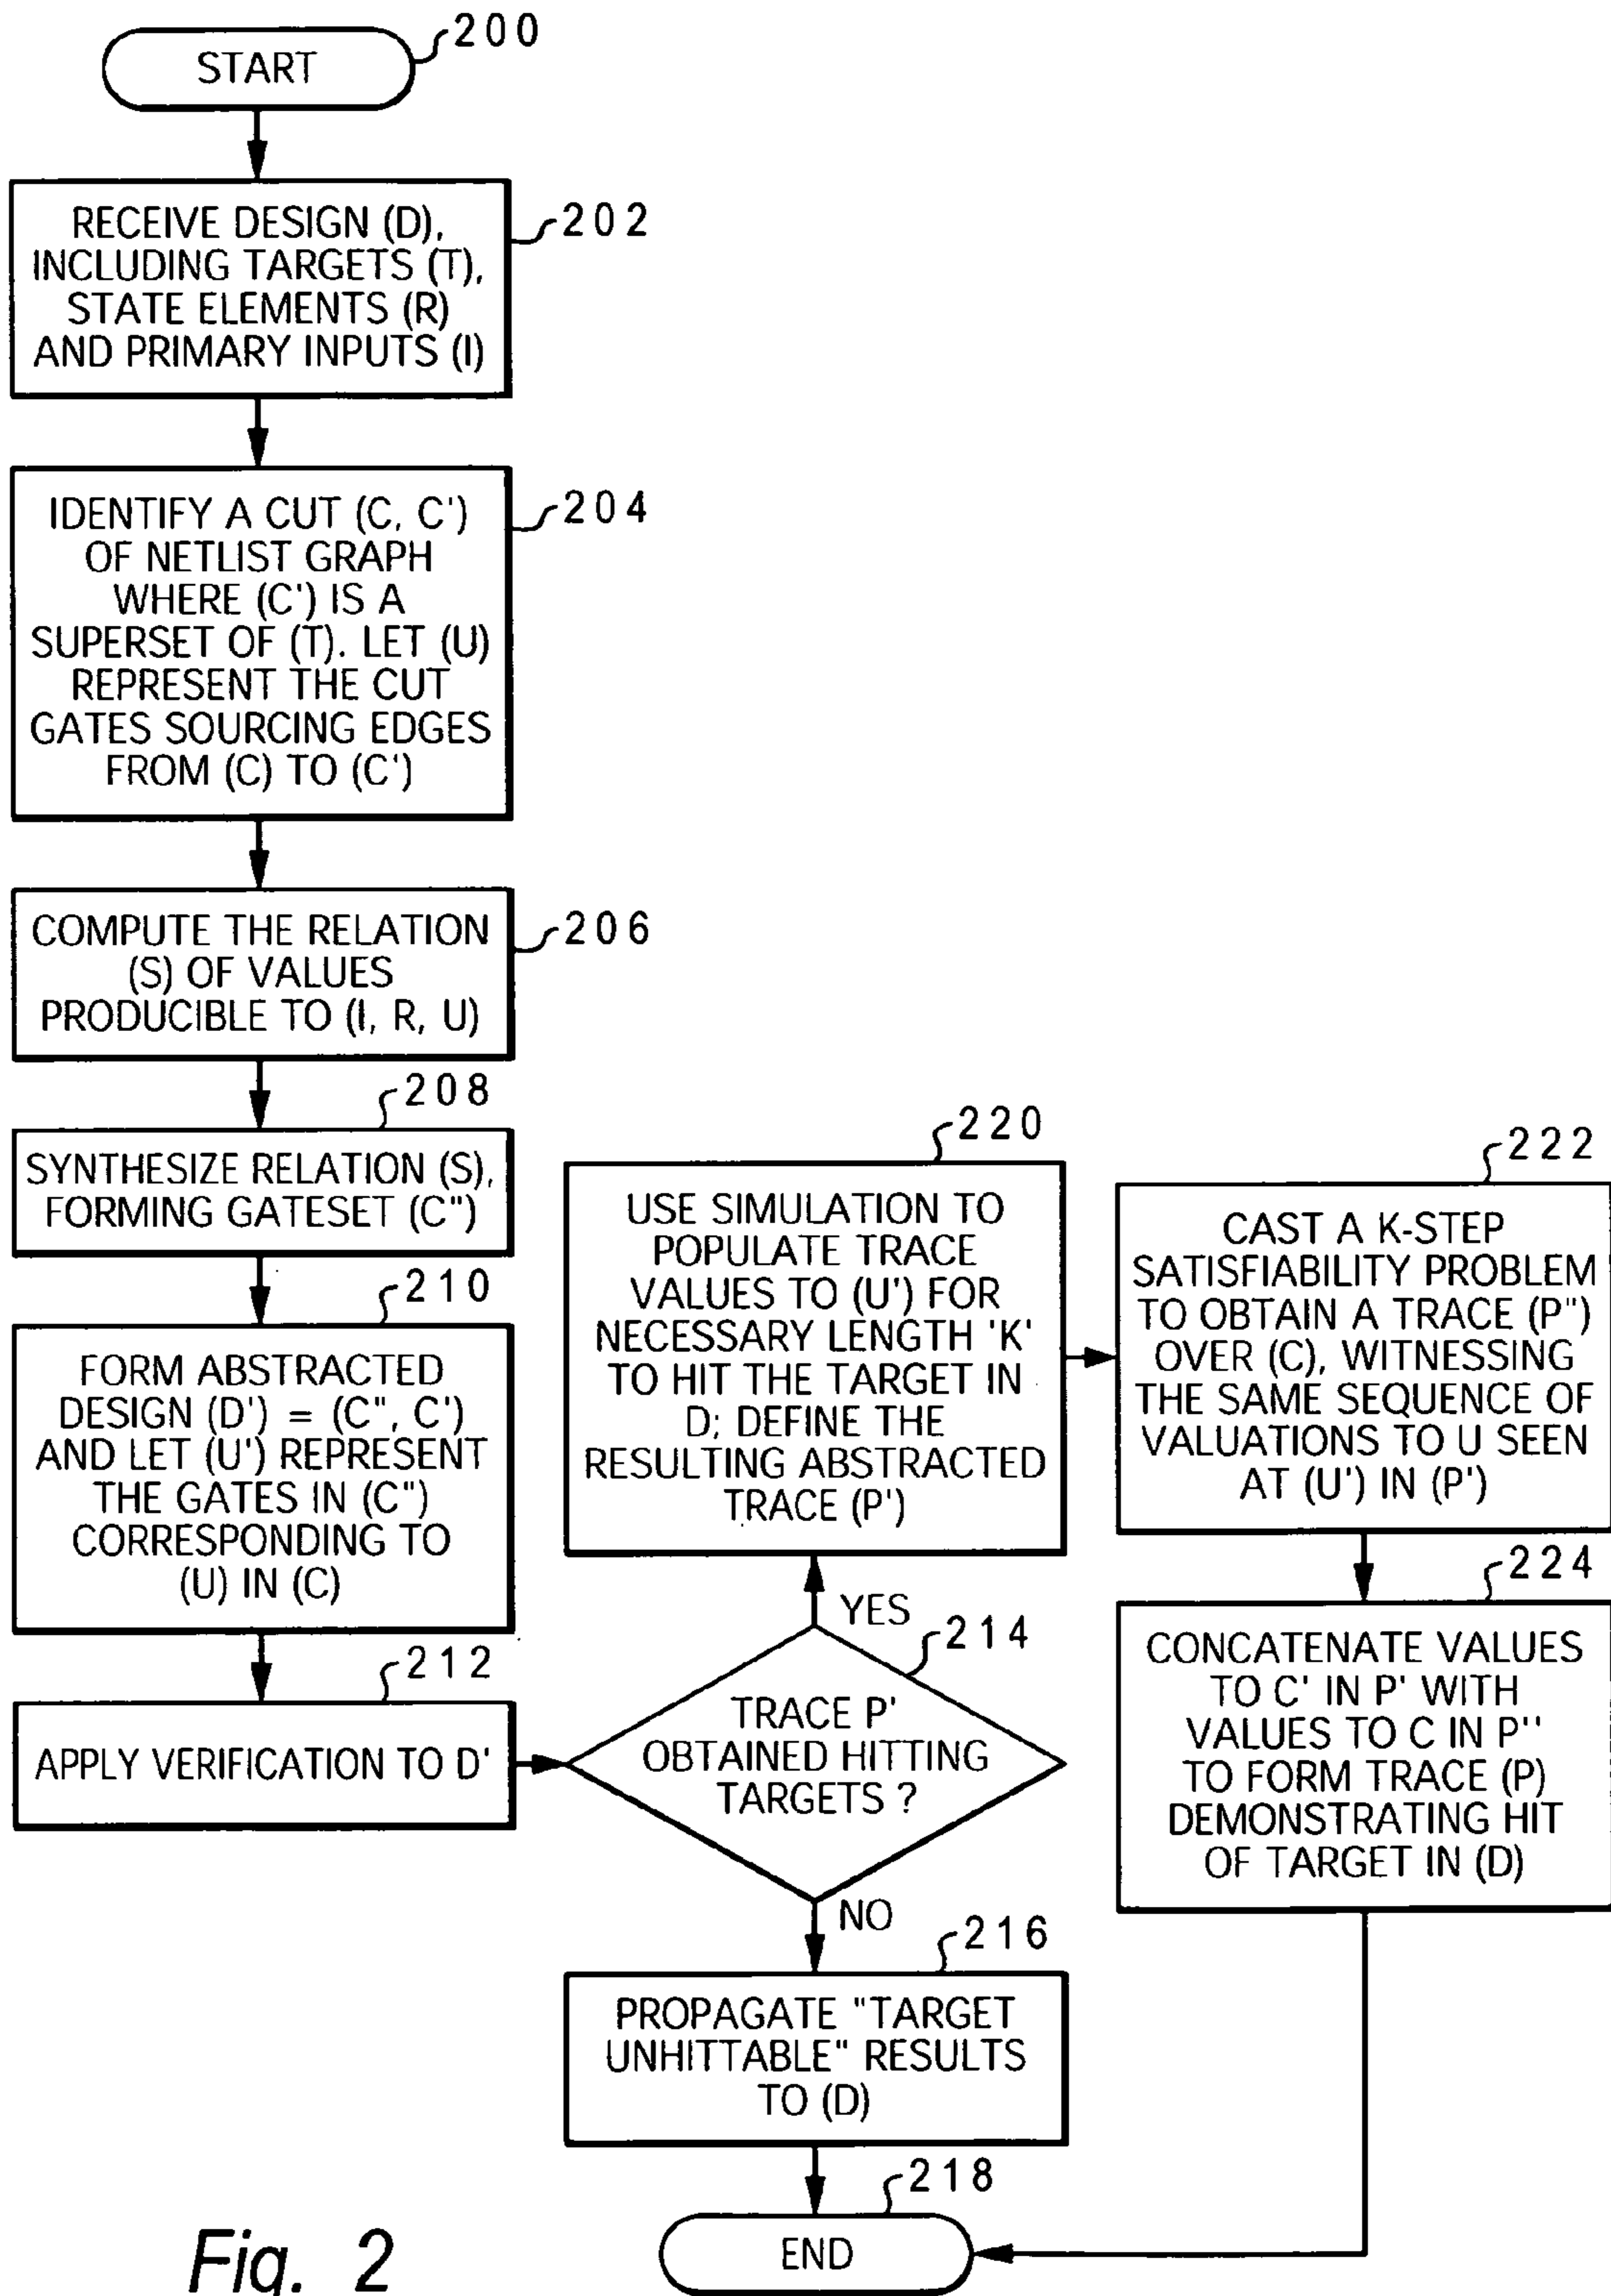 START
200
RECEIVE DESIGN (D),
INCLUDING TARGETS (T),
STATE ELEMENTS (R)
AND PRIMARY INPUTS (I)
202
IDENTIFY A CUT (C, C')
OF NETLIST GRAPH
WHERE (C') IS A
SUPERSET OF (T). LET (U)
REPRESENT THE CUT
GATES SOURCING EDGES
FROM (C) TO (C')
204
COMPUTE THE RELATION
(S) OF VALUES
PRODUCIBLE TO (I, R, U)
206
208
SYNTHESIZE RELATION (S),
FORMING GATESET (C")
210
FORM ABSTRACTED
DESIGN (D') = (C", C')
AND LET (U') REPRESENT
THE GATES IN (C")
CORRESPONDING TO
(U) IN (C)
212
APPLY VERIFICATION TO D'
214
TRACE P'
OBTAINED HITTING
TARGETS ?
YES
NO
220
USE SIMULATION TO
POPULATE TRACE
VALUES TO (U') FOR
NECESSARY LENGTH 'K'
TO HIT THE TARGET IN
D; DEFINE THE
RESULTING ABSTRACTED
TRACE (P')
222
CAST A K-STEP
SATISFIABILITY PROBLEM
TO OBTAIN A TRACE (P")
OVER (C), WITNESSING
THE SAME SEQUENCE OF
VALUATIONS TO U SEEN
AT (U') IN (P')
224
CONCATENATE VALUES
TO C' IN P' WITH
VALUES TO C IN P''
TO FORM TRACE (P)
DEMONSTRATING HIT
OF TARGET IN (D)
216
PROPAGATE "TARGET
UNHITTABLE" RESULTS
TO (D)
218
END
Fig. 2